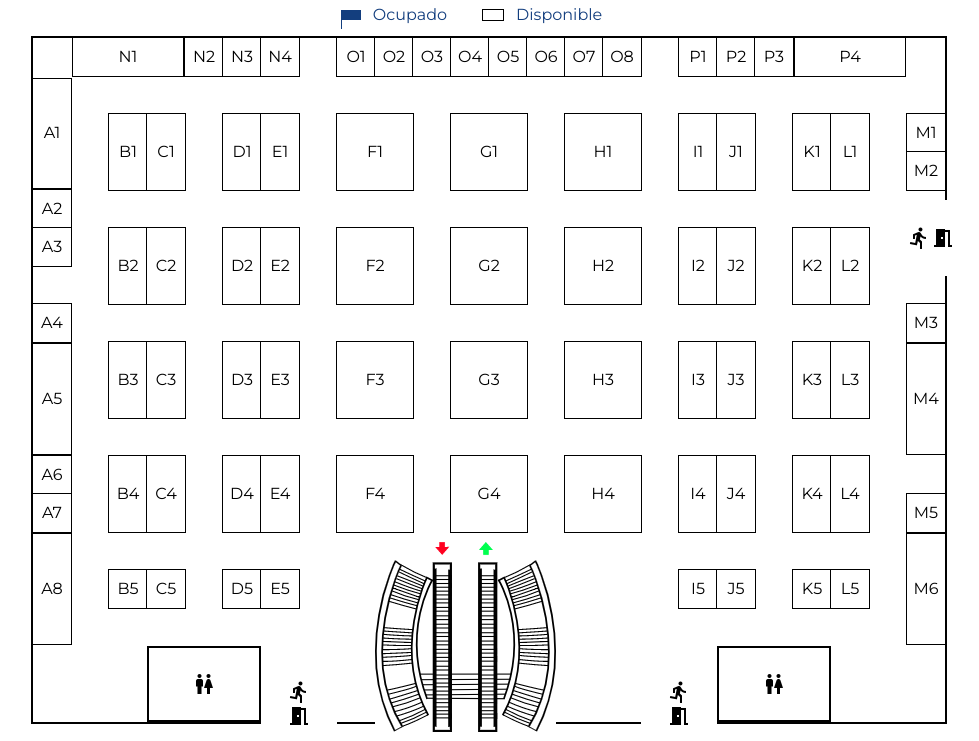 Ocupado Disponible
N1 N2 N3 N4 O1 O2 O3 O4 O5 O6 O7 O8 P1 P2 P3 P4
A1 M1
B1 C1 D1 E1 F1 G1 H1 I1 J1 K1 L1
M2
A2
A3
B2 C2 D2 E2 F2 G2 H2 I2 J2 K2 L2
A4 M3
B3 C3 D3 E3 F3 G3 H3 I3 J3 K3 L3
A5 M4
A6
B4 C4 D4 E4 F4 G4 H4 I4 J4 K4 L4
A7 M5
A8 B5 C5 D5 E5 I5 J5 K5 L5 M6